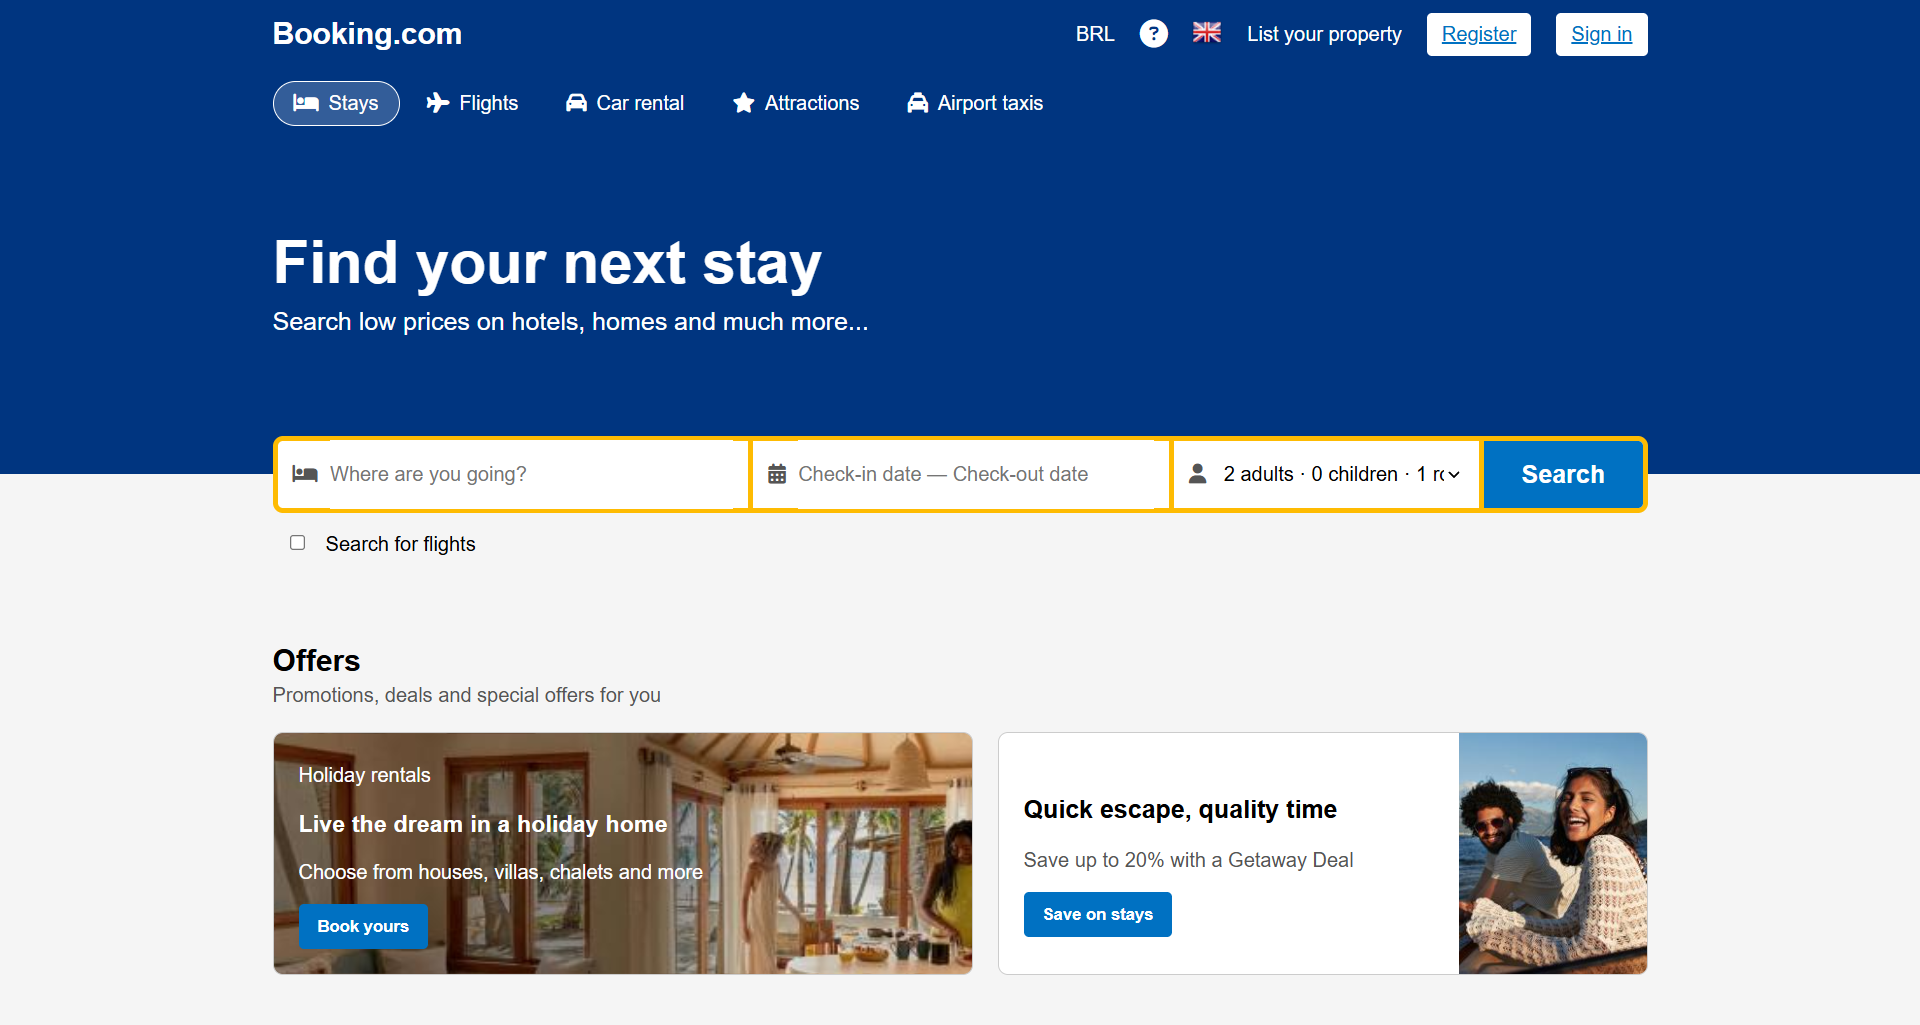 Booking.com
BRL
?
List your property
Register
Sign in
Stays
Flights
Car rental
Attractions
Airport taxis
Find your next stay
Search low prices on hotels, homes and much more...
Where are you going?
Check-in date — Check-out date
2 adults · 0 children · 1 ro
Search
Search for flights
Offers
Promotions, deals and special offers for you
Holiday rentals
Live the dream in a holiday home
Choose from houses, villas, chalets and more
Book yours
Quick escape, quality time
Save up to 20% with a Getaway Deal
Save on stays